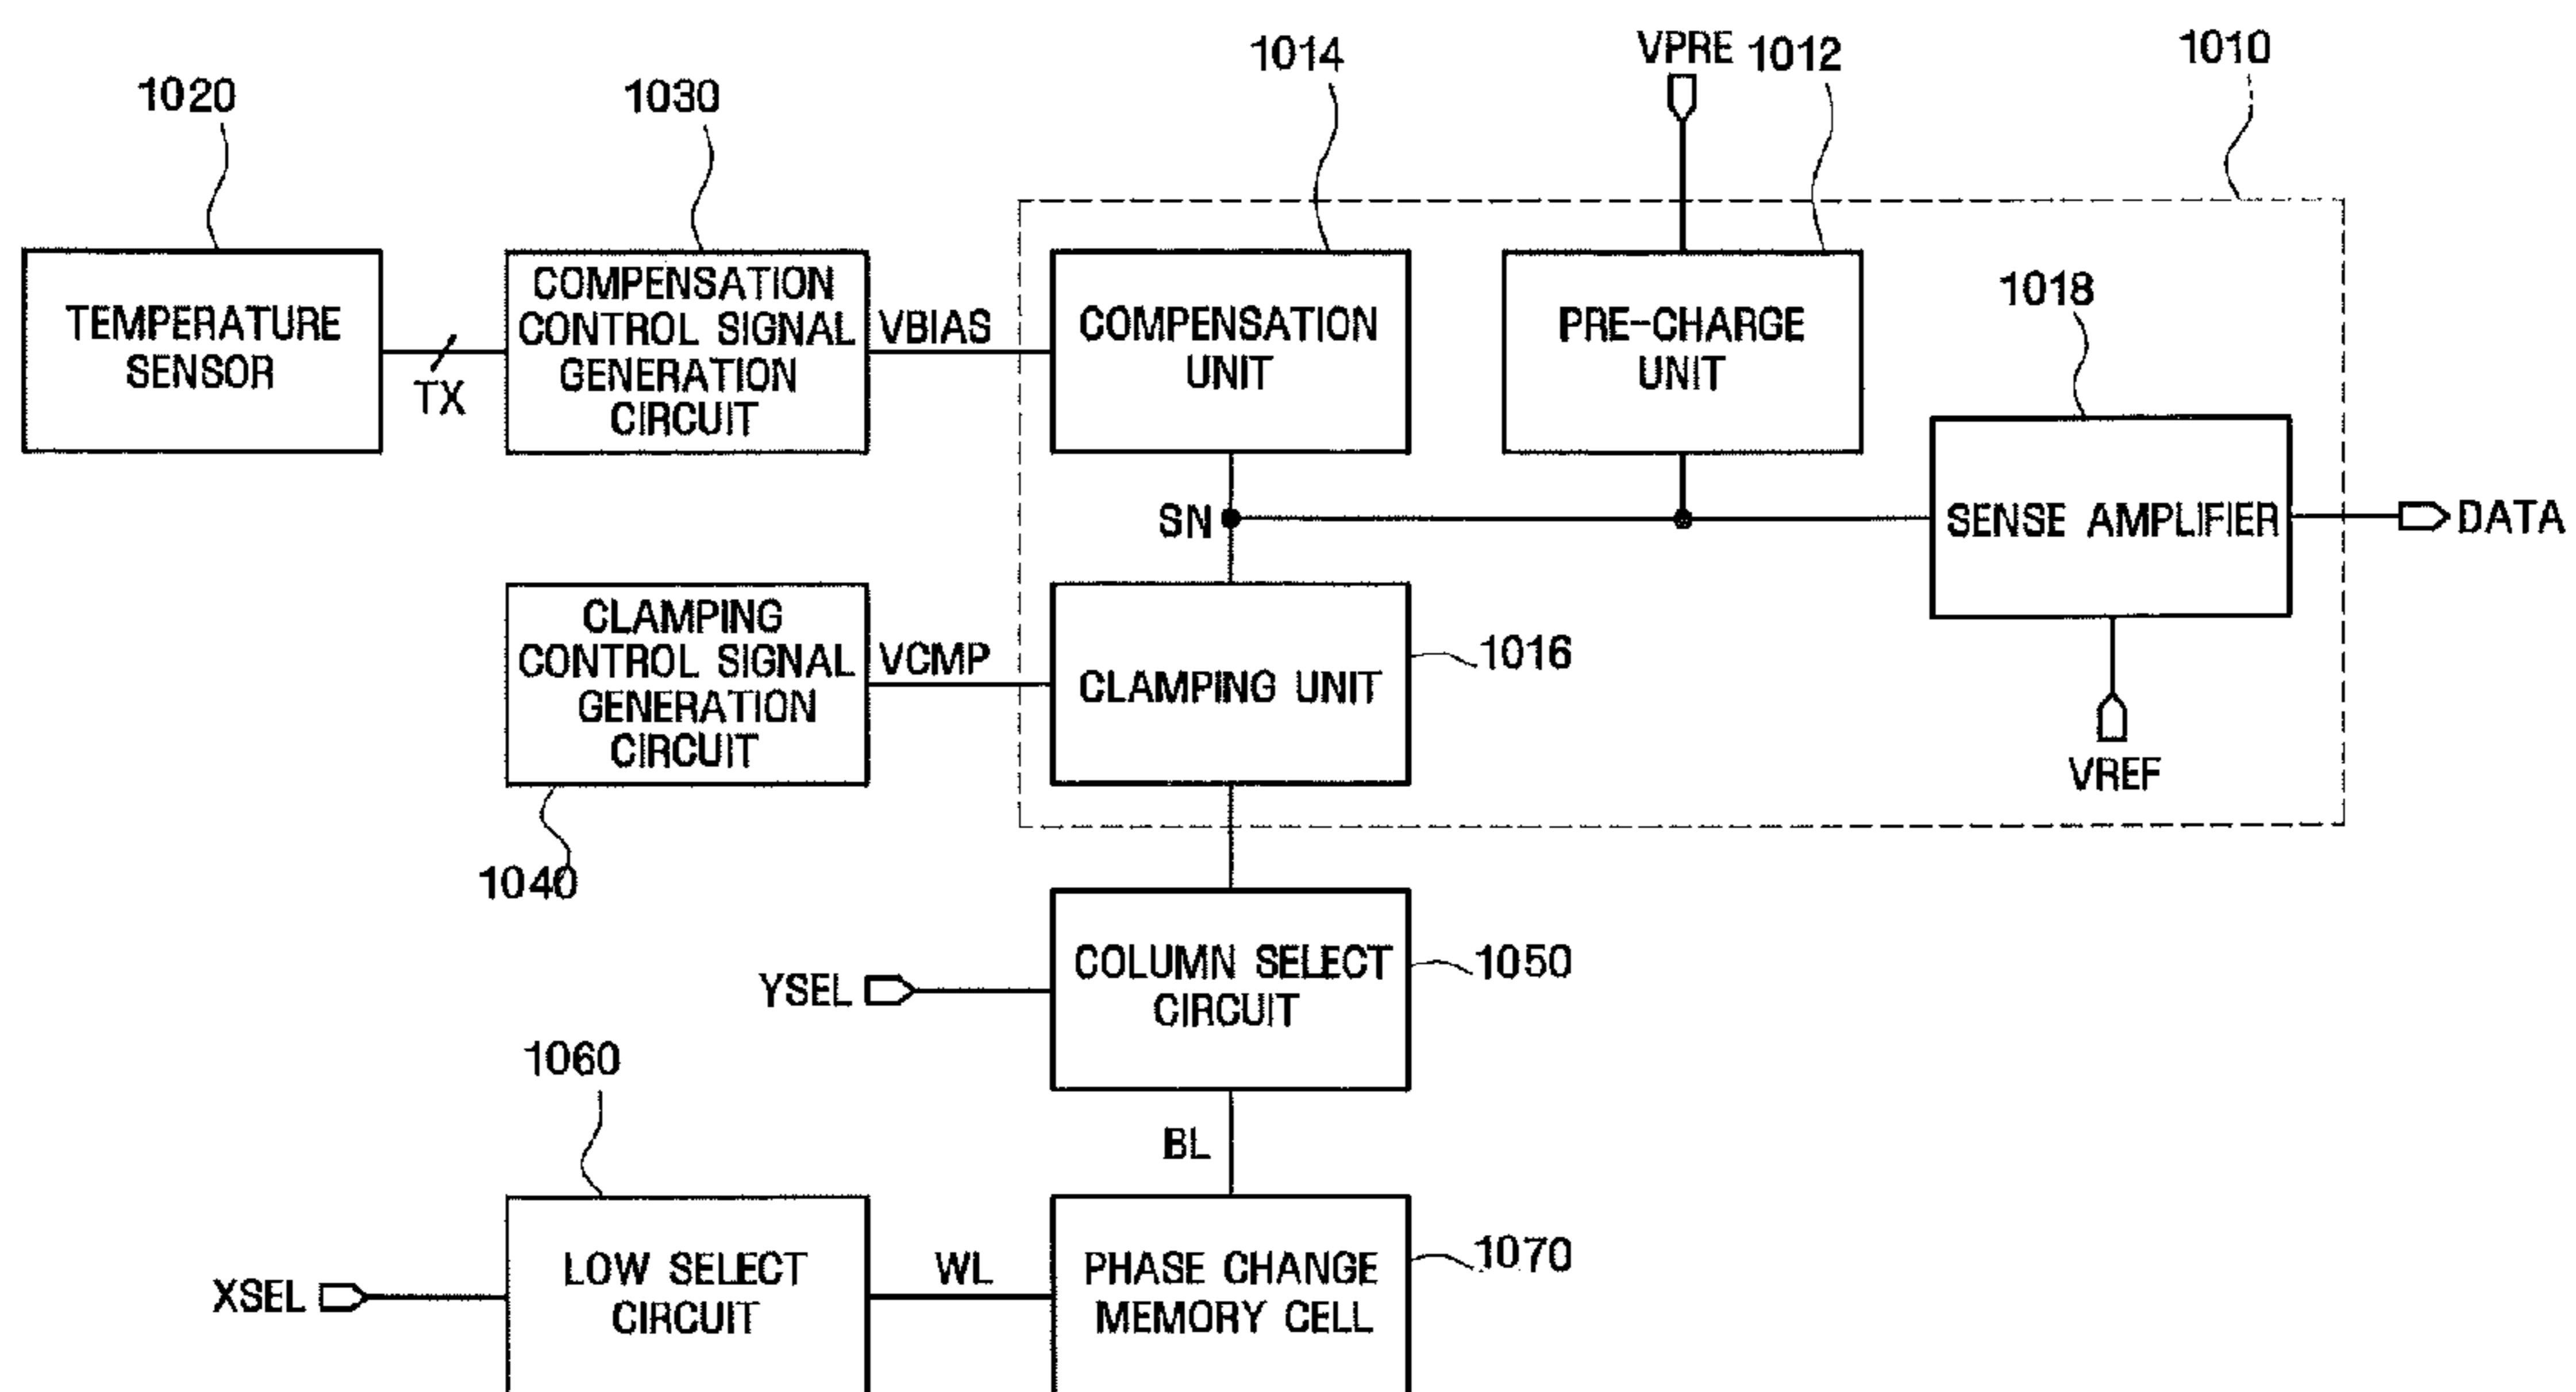 1020
1030
1014
VPRE
1012
1010
TEMPERATURE
SENSOR
TX
COMPENSATION
CONTROL SIGNAL
GENERATION
CIRCUIT
VBIAS
COMPENSATION
UNIT
PRE-CHARGE
UNIT
1018
SENSE AMPLIFIER
DATA
SN
CLAMPING
CONTROL SIGNAL
GENERATION
CIRCUIT
VCMP
CLAMPING UNIT
1016
VREF
1040
YSEL
COLUMN SELECT
CIRCUIT
1050
1060
BL
XSEL
LOW SELECT
CIRCUIT
WL
PHASE CHANGE
MEMORY CELL
1070